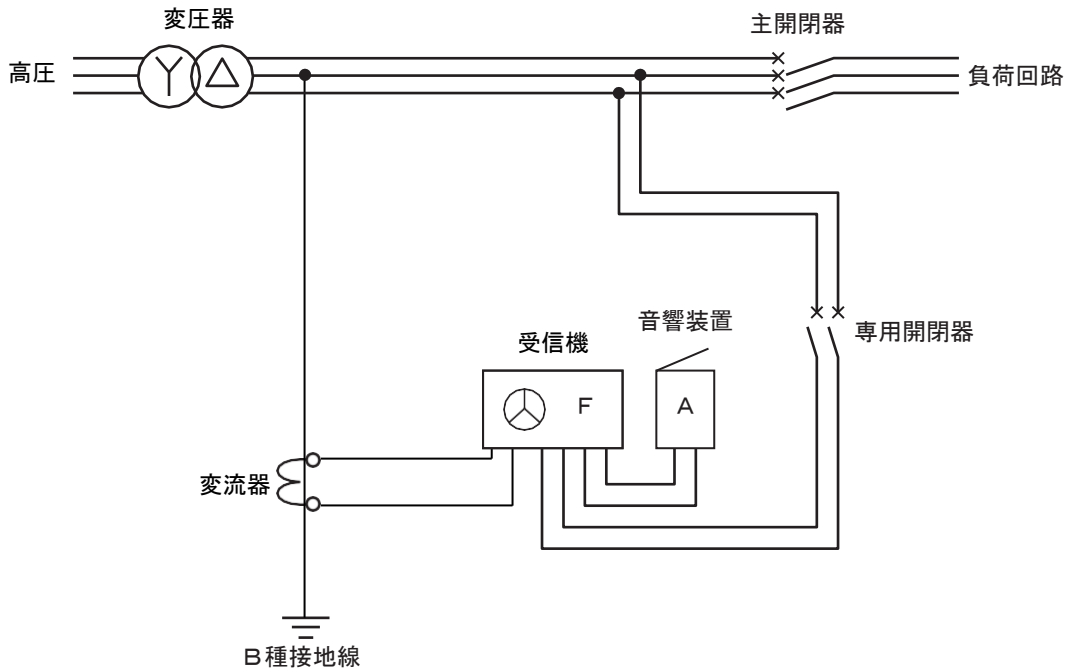 変圧器
主開閉器
高圧
負荷回路
音響装置
専用開閉器
受信機
F
A
変流器
B種接地線